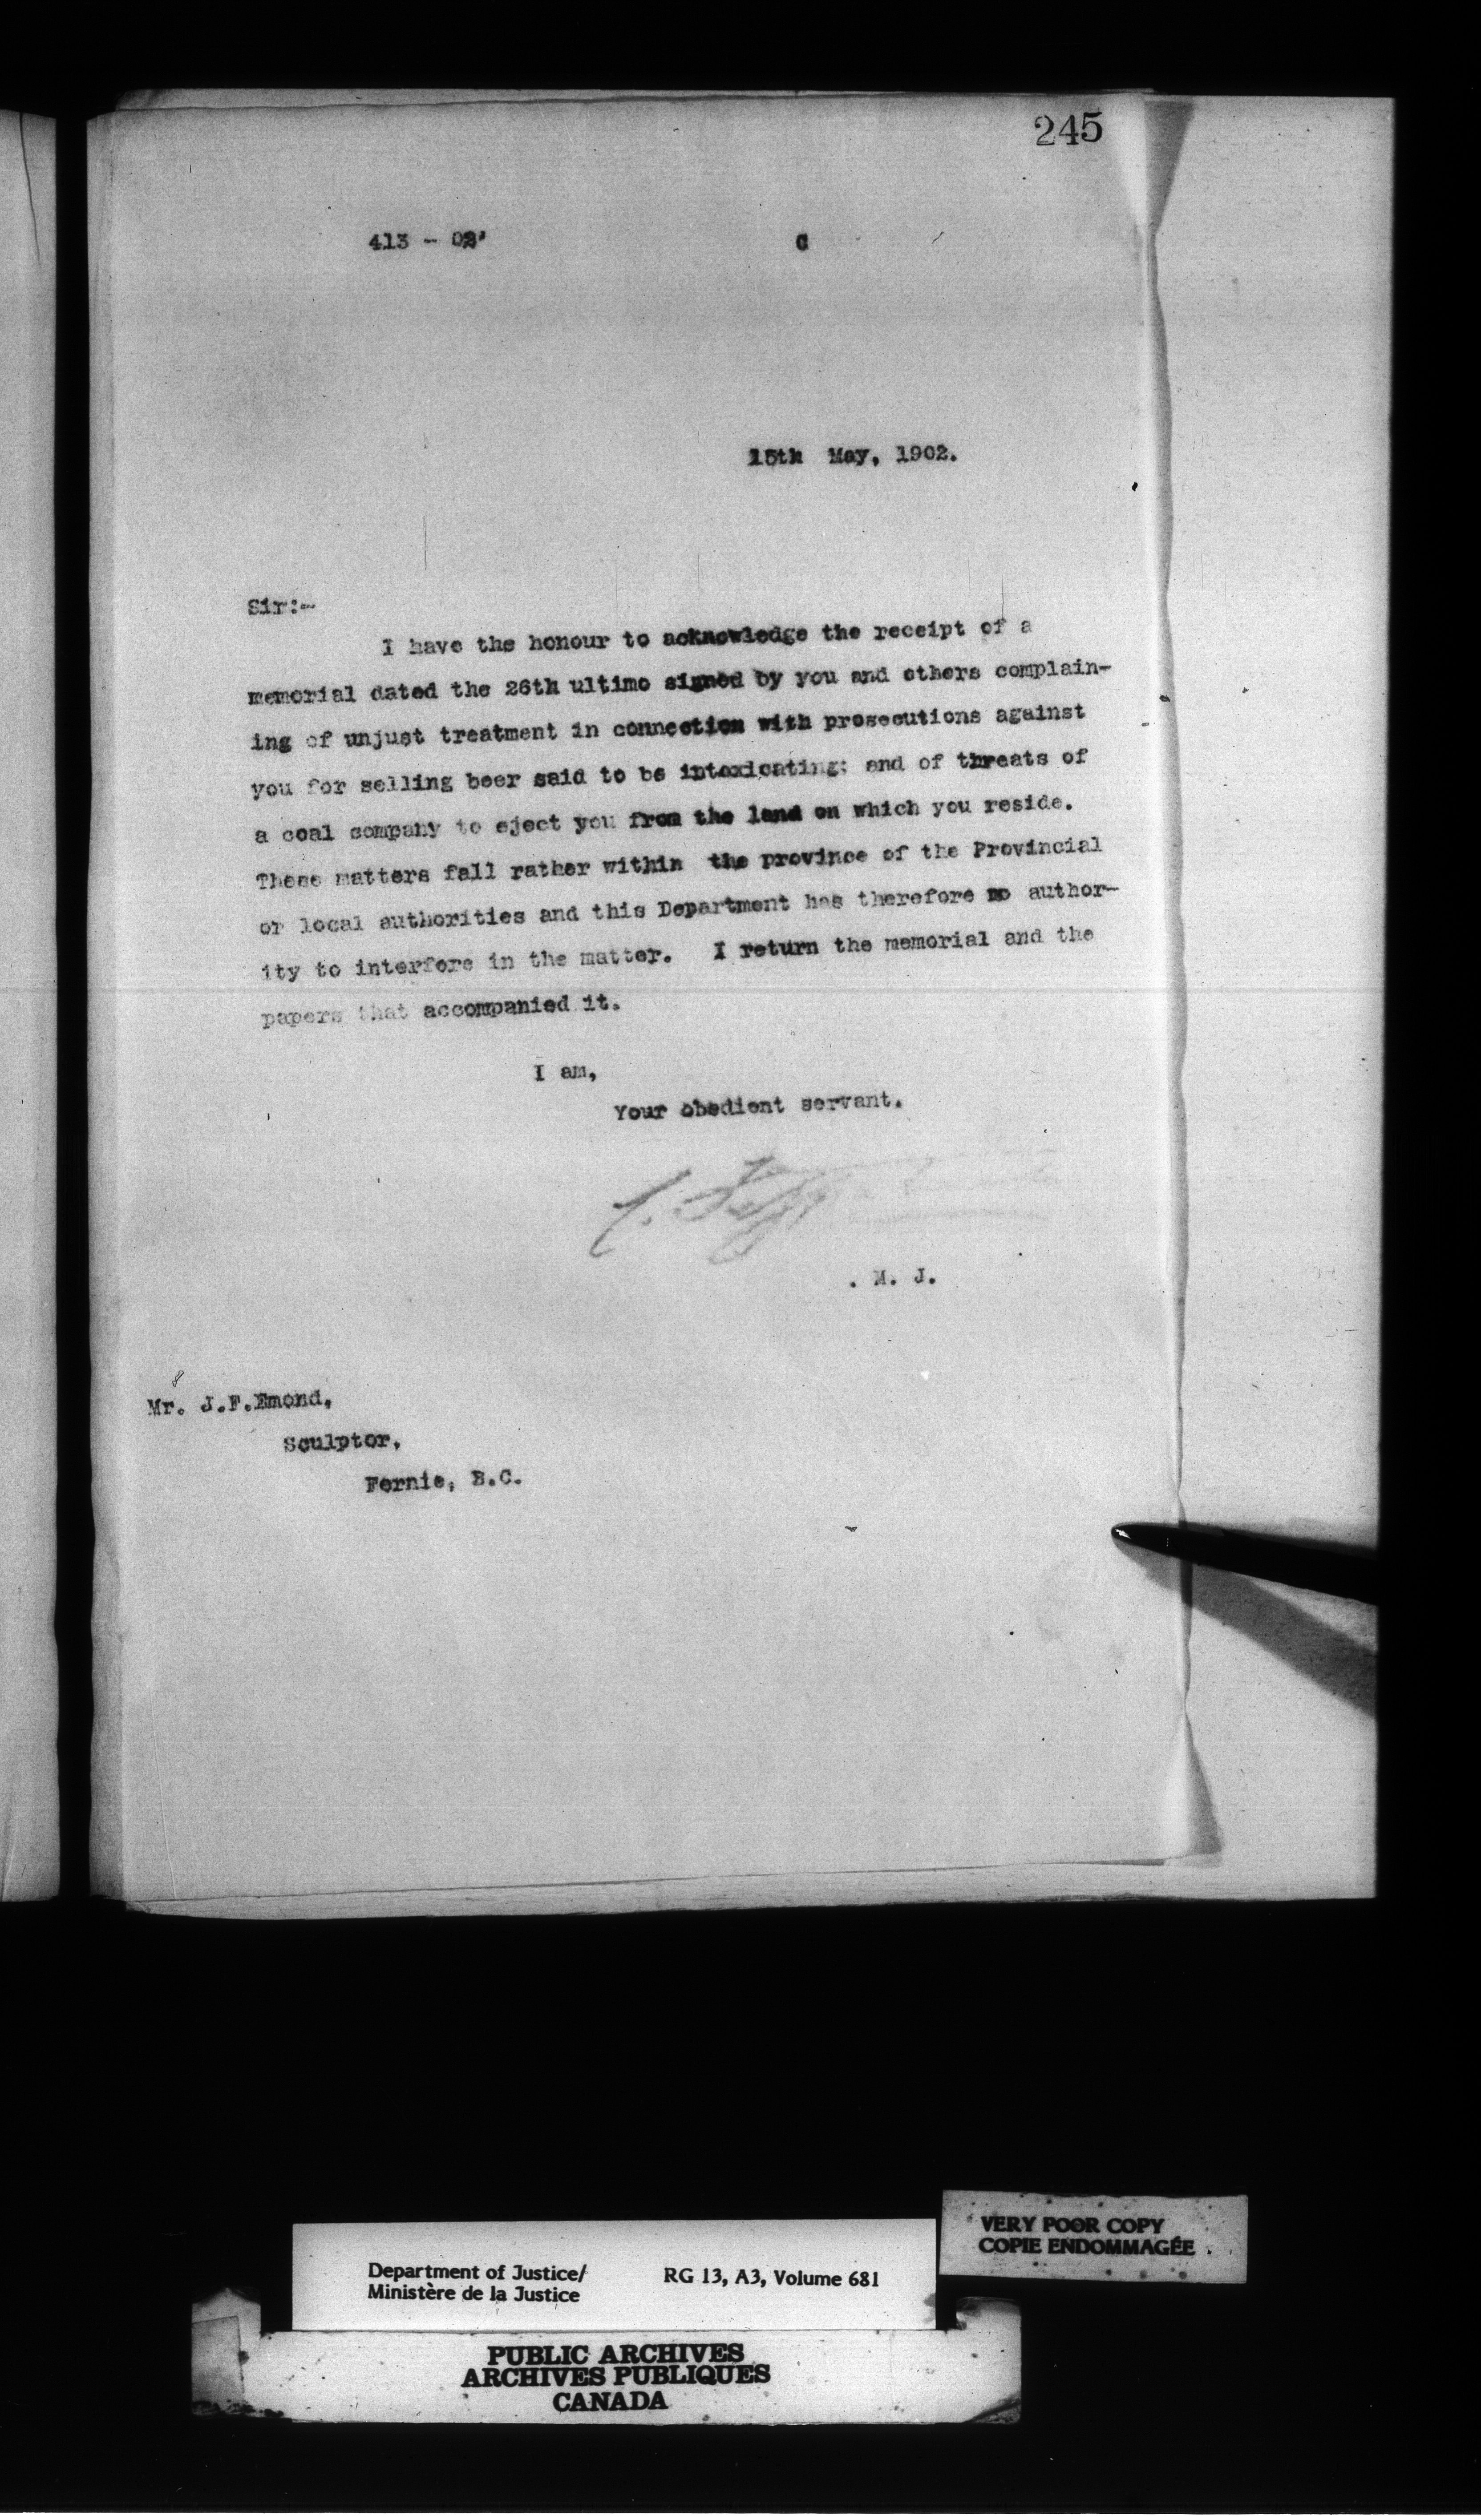 245
413 - 02' C
15th May, 1902.
Sir:-
I have the honour to acknowledge the receipt of a
memorial dated the 26th ultimo signed by you and others complain-
ing of unjust treatment in connection with prosecutions against
you for selling beer said to be intoxicating; and of threats of
a coal company to eject you from the land on which you reside.
These matters fall rather within the province of the Provincial
or local authorities and this Department has therefore no author-
ity to interfere in the matter. I return the memorial and the
papers that accompanied it.
I am,
Your obedient servant.
. M. J.
8
Mr. J.F.Emond,
Sculptor,
Fernie, B.C.
VERY POOR COPY
COPIE ENDOMMAGÉE
Department of Justice/ RG 13, A3, Volume 681
Ministère de la Justice
PUBLIC ARCHIVES
ARCHIVES PUBLIQUES
CANADA